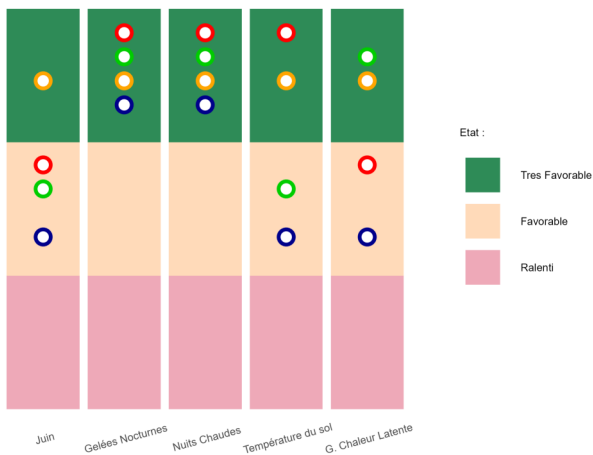 Etat :
Tres Favorable
Favorable
Ralenti
Juin
Gelées Nocturnes
Nuits Chaudes
Température du sol
G. Chaleur Latente